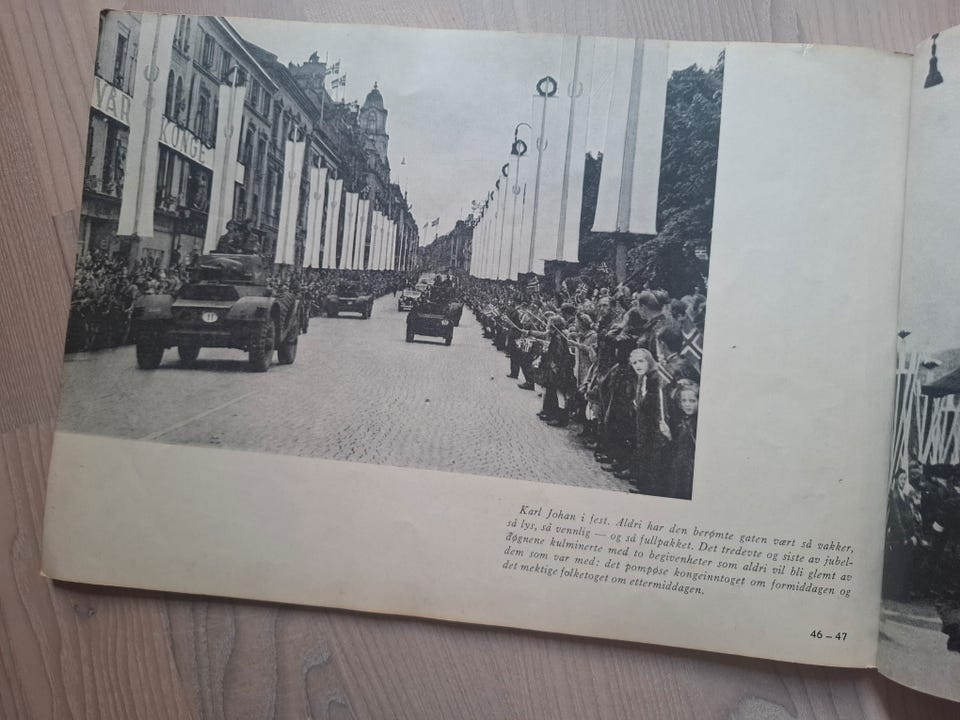 VÅR
KONGE
Karl Johan i fest. Aldri har den berømte gaten vært så vakker,
så lys, så vennlig — og så fullpakket. Det tredevte og siste av jubel-
døgnene kulminerte med to begivenheter som aldri vil bli glemt av
dem som var med: det pompøse kongeinntoget om formiddagen og
det mektige folketoget om ettermiddagen.
46 – 47